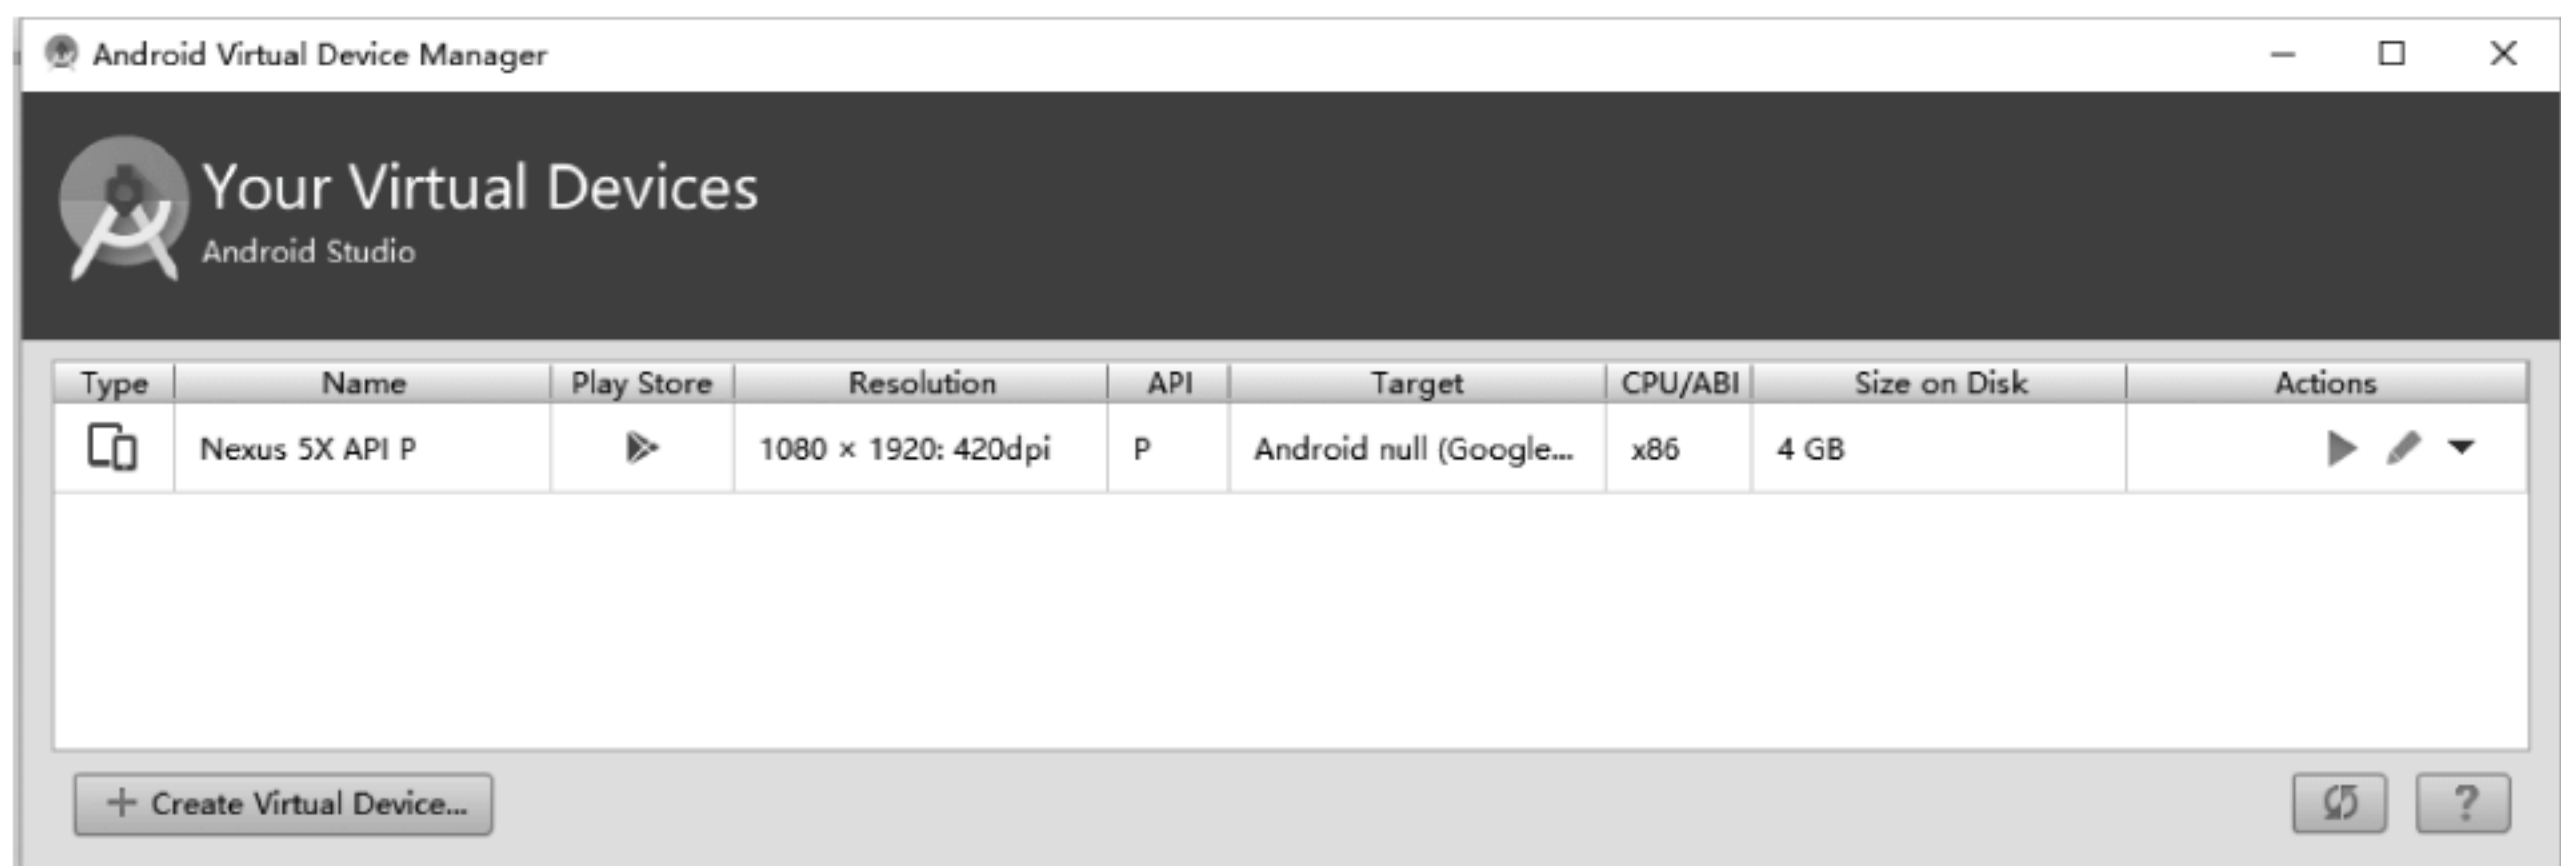 Android Virtual Device Manager
Your Virtual Devices
Android Studio
Type Name Play Store Resolution API Target CPU/ABI Size on Disk Actions
Nexus 5X API P 1080 × 1920: 420dpi P Android null (Google... x86 4 GB
+ Create Virtual Device... ?